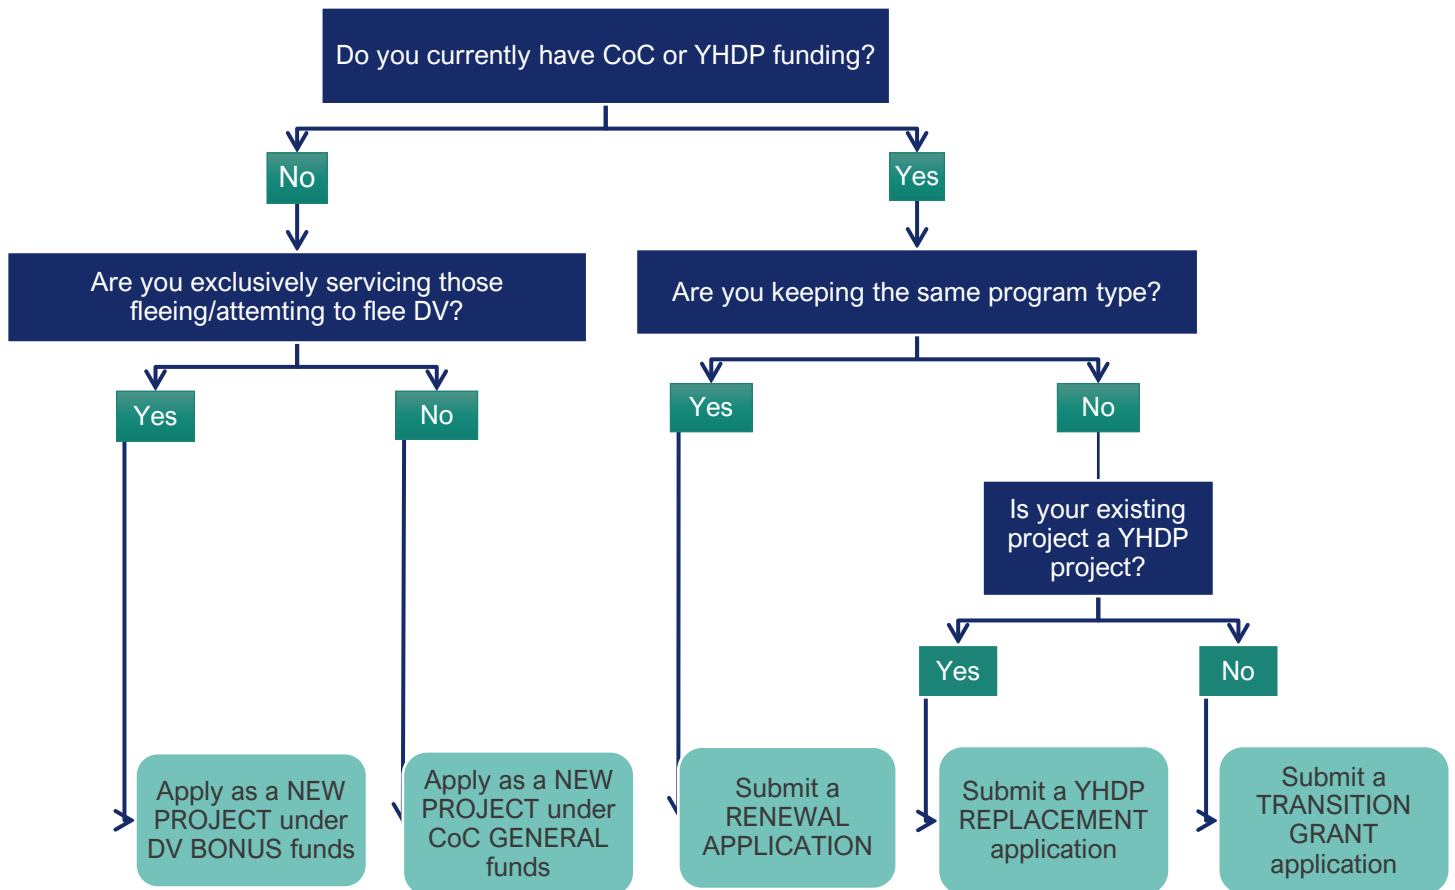 Do you currently have CoC or YHDP funding?
No
Yes
Are you exclusively servicing those
fleeing/attemting to flee DV?
Are you keeping the same program type?
Yes
No
Yes
No
Is your existing
project a YHDP
project?
Yes
No
Apply as a NEW
PROJECT under
DV BONUS funds
Apply as a NEW
PROJECT under
CoC GENERAL
funds
Submit a
RENEWAL
APPLICATION
Submit a YHDP
REPLACEMENT
application
Submit a
TRANSITION
GRANT
application